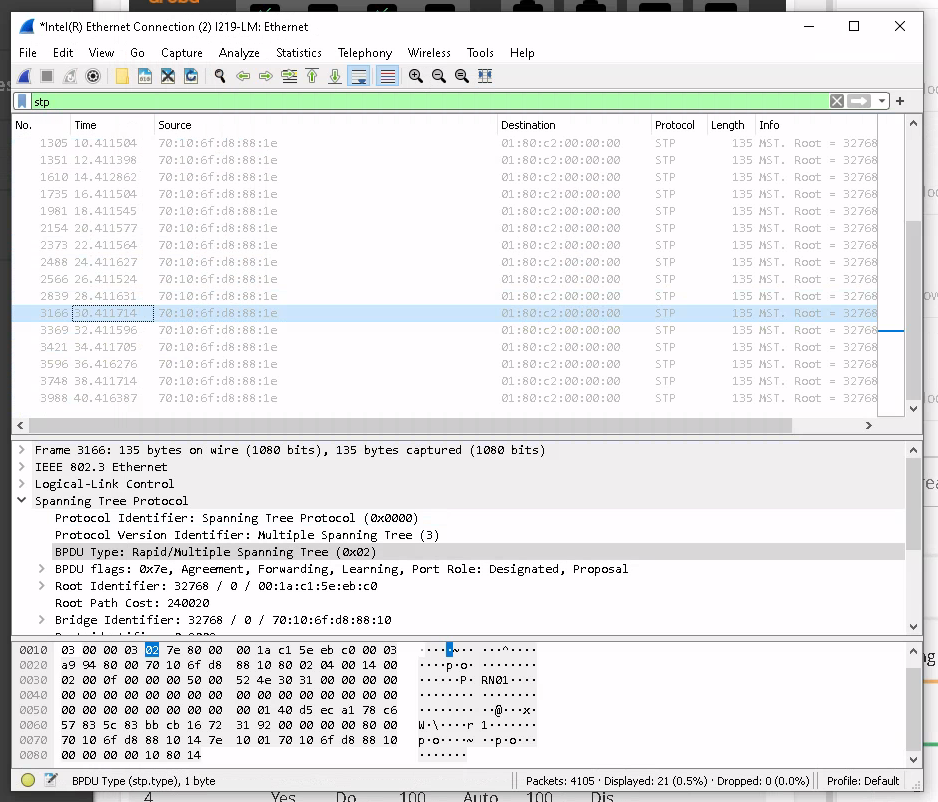 *Intel(R) Ethernet Connection (2) I219-LM: Ethernet
File Edit View Go Capture Analyze Statistics Telephony Wireless Tools Help
stp
No. Time Source Destination Protocol Length Info
1305 10.411504 70:10:6f:d8:88:1e 01:80:c2:00:00:00 STP 135 MST. Root = 32768
1351 12.411398 70:10:6f:d8:88:1e 01:80:c2:00:00:00 STP 135 MST. Root = 32768
1610 14.412862 70:10:6f:d8:88:1e 01:80:c2:00:00:00 STP 135 MST. Root = 32768
1735 16.411504 70:10:6f:d8:88:1e 01:80:c2:00:00:00 STP 135 MST. Root = 32768
1981 18.411545 70:10:6f:d8:88:1e 01:80:c2:00:00:00 STP 135 MST. Root = 32768
2154 20.411577 70:10:6f:d8:88:1e 01:80:c2:00:00:00 STP 135 MST. Root = 32768
2373 22.411564 70:10:6f:d8:88:1e 01:80:c2:00:00:00 STP 135 MST. Root = 32768
2488 24.411627 70:10:6f:d8:88:1e 01:80:c2:00:00:00 STP 135 MST. Root = 32768
2566 26.411524 70:10:6f:d8:88:1e 01:80:c2:00:00:00 STP 135 MST. Root = 32768
2839 28.411631 70:10:6f:d8:88:1e 01:80:c2:00:00:00 STP 135 MST. Root = 32768
3166 30.411714 70:10:6f:d8:88:1e 01:80:c2:00:00:00 STP 135 MST. Root = 32768
3369 32.411596 70:10:6f:d8:88:1e 01:80:c2:00:00:00 STP 135 MST. Root = 32768
3421 34.411705 70:10:6f:d8:88:1e 01:80:c2:00:00:00 STP 135 MST. Root = 32768
3596 36.416276 70:10:6f:d8:88:1e 01:80:c2:00:00:00 STP 135 MST. Root = 32768
3748 38.411714 70:10:6f:d8:88:1e 01:80:c2:00:00:00 STP 135 MST. Root = 32768
3988 40.416387 70:10:6f:d8:88:1e 01:80:c2:00:00:00 STP 135 MST. Root = 32768
Frame 3166: 135 bytes on wire (1080 bits), 135 bytes captured (1080 bits)
IEEE 802.3 Ethernet
Logical-Link Control
Spanning Tree Protocol
Protocol Identifier: Spanning Tree Protocol (0x0000)
Protocol Version Identifier: Multiple Spanning Tree (3)
BPDU Type: Rapid/Multiple Spanning Tree (0x02)
BPDU flags: 0x7e, Agreement, Forwarding, Learning, Port Role: Designated, Proposal
Root Identifier: 32768 / 0 / 00:1a:c1:5e:eb:c0
Root Path Cost: 240020
Bridge Identifier: 32768 / 0 / 70:10:6f:d8:88:10
0010 03 00 00 03 02 7e 80 00 00 1a c1 5e eb c0 00 03 ·····~·· ···^····
0020 a9 94 80 00 70 10 6f d8 88 10 80 02 04 00 14 00 ····p·o· ········
0030 02 00 0f 00 00 00 50 00 52 4e 30 31 00 00 00 00 ······P· RN01····
0040 00 00 00 00 00 00 00 00 00 00 00 00 00 00 00 00 ········ ········
0050 00 00 00 00 00 00 00 00 00 01 40 d5 ec a1 78 c6 ········ ··@···x·
0060 57 83 5c 83 bb cb 16 72 31 92 00 00 00 00 80 00 W·\····r 1·······
0070 70 10 6f d8 88 10 14 7e 10 01 70 10 6f d8 88 10 p·o····~ ··p·o···
0080 00 00 00 00 10 80 14 ·······
BPDU Type (stp.type), 1 byte Packets: 4105 · Displayed: 21 (0.5%) · Dropped: 0 (0.0%) Profile: Default
4 Yes Do 100 Auto 100 Dis